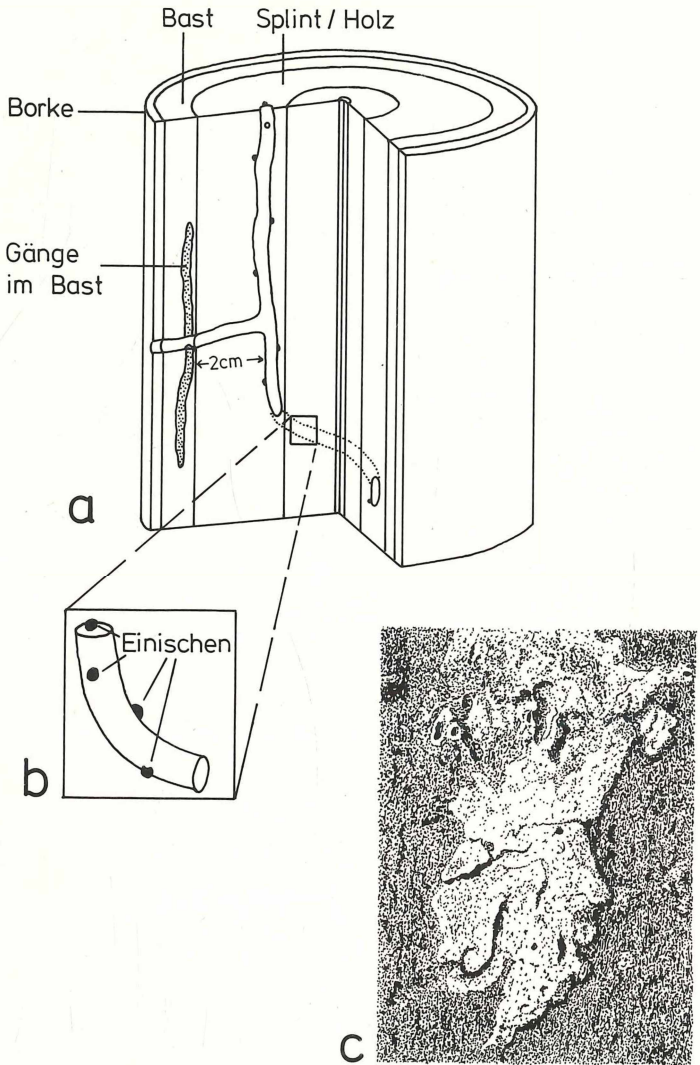 Bast
Splint / Holz
Borke
Gänge
im Bast
←2cm→
a
Einischen
b
c